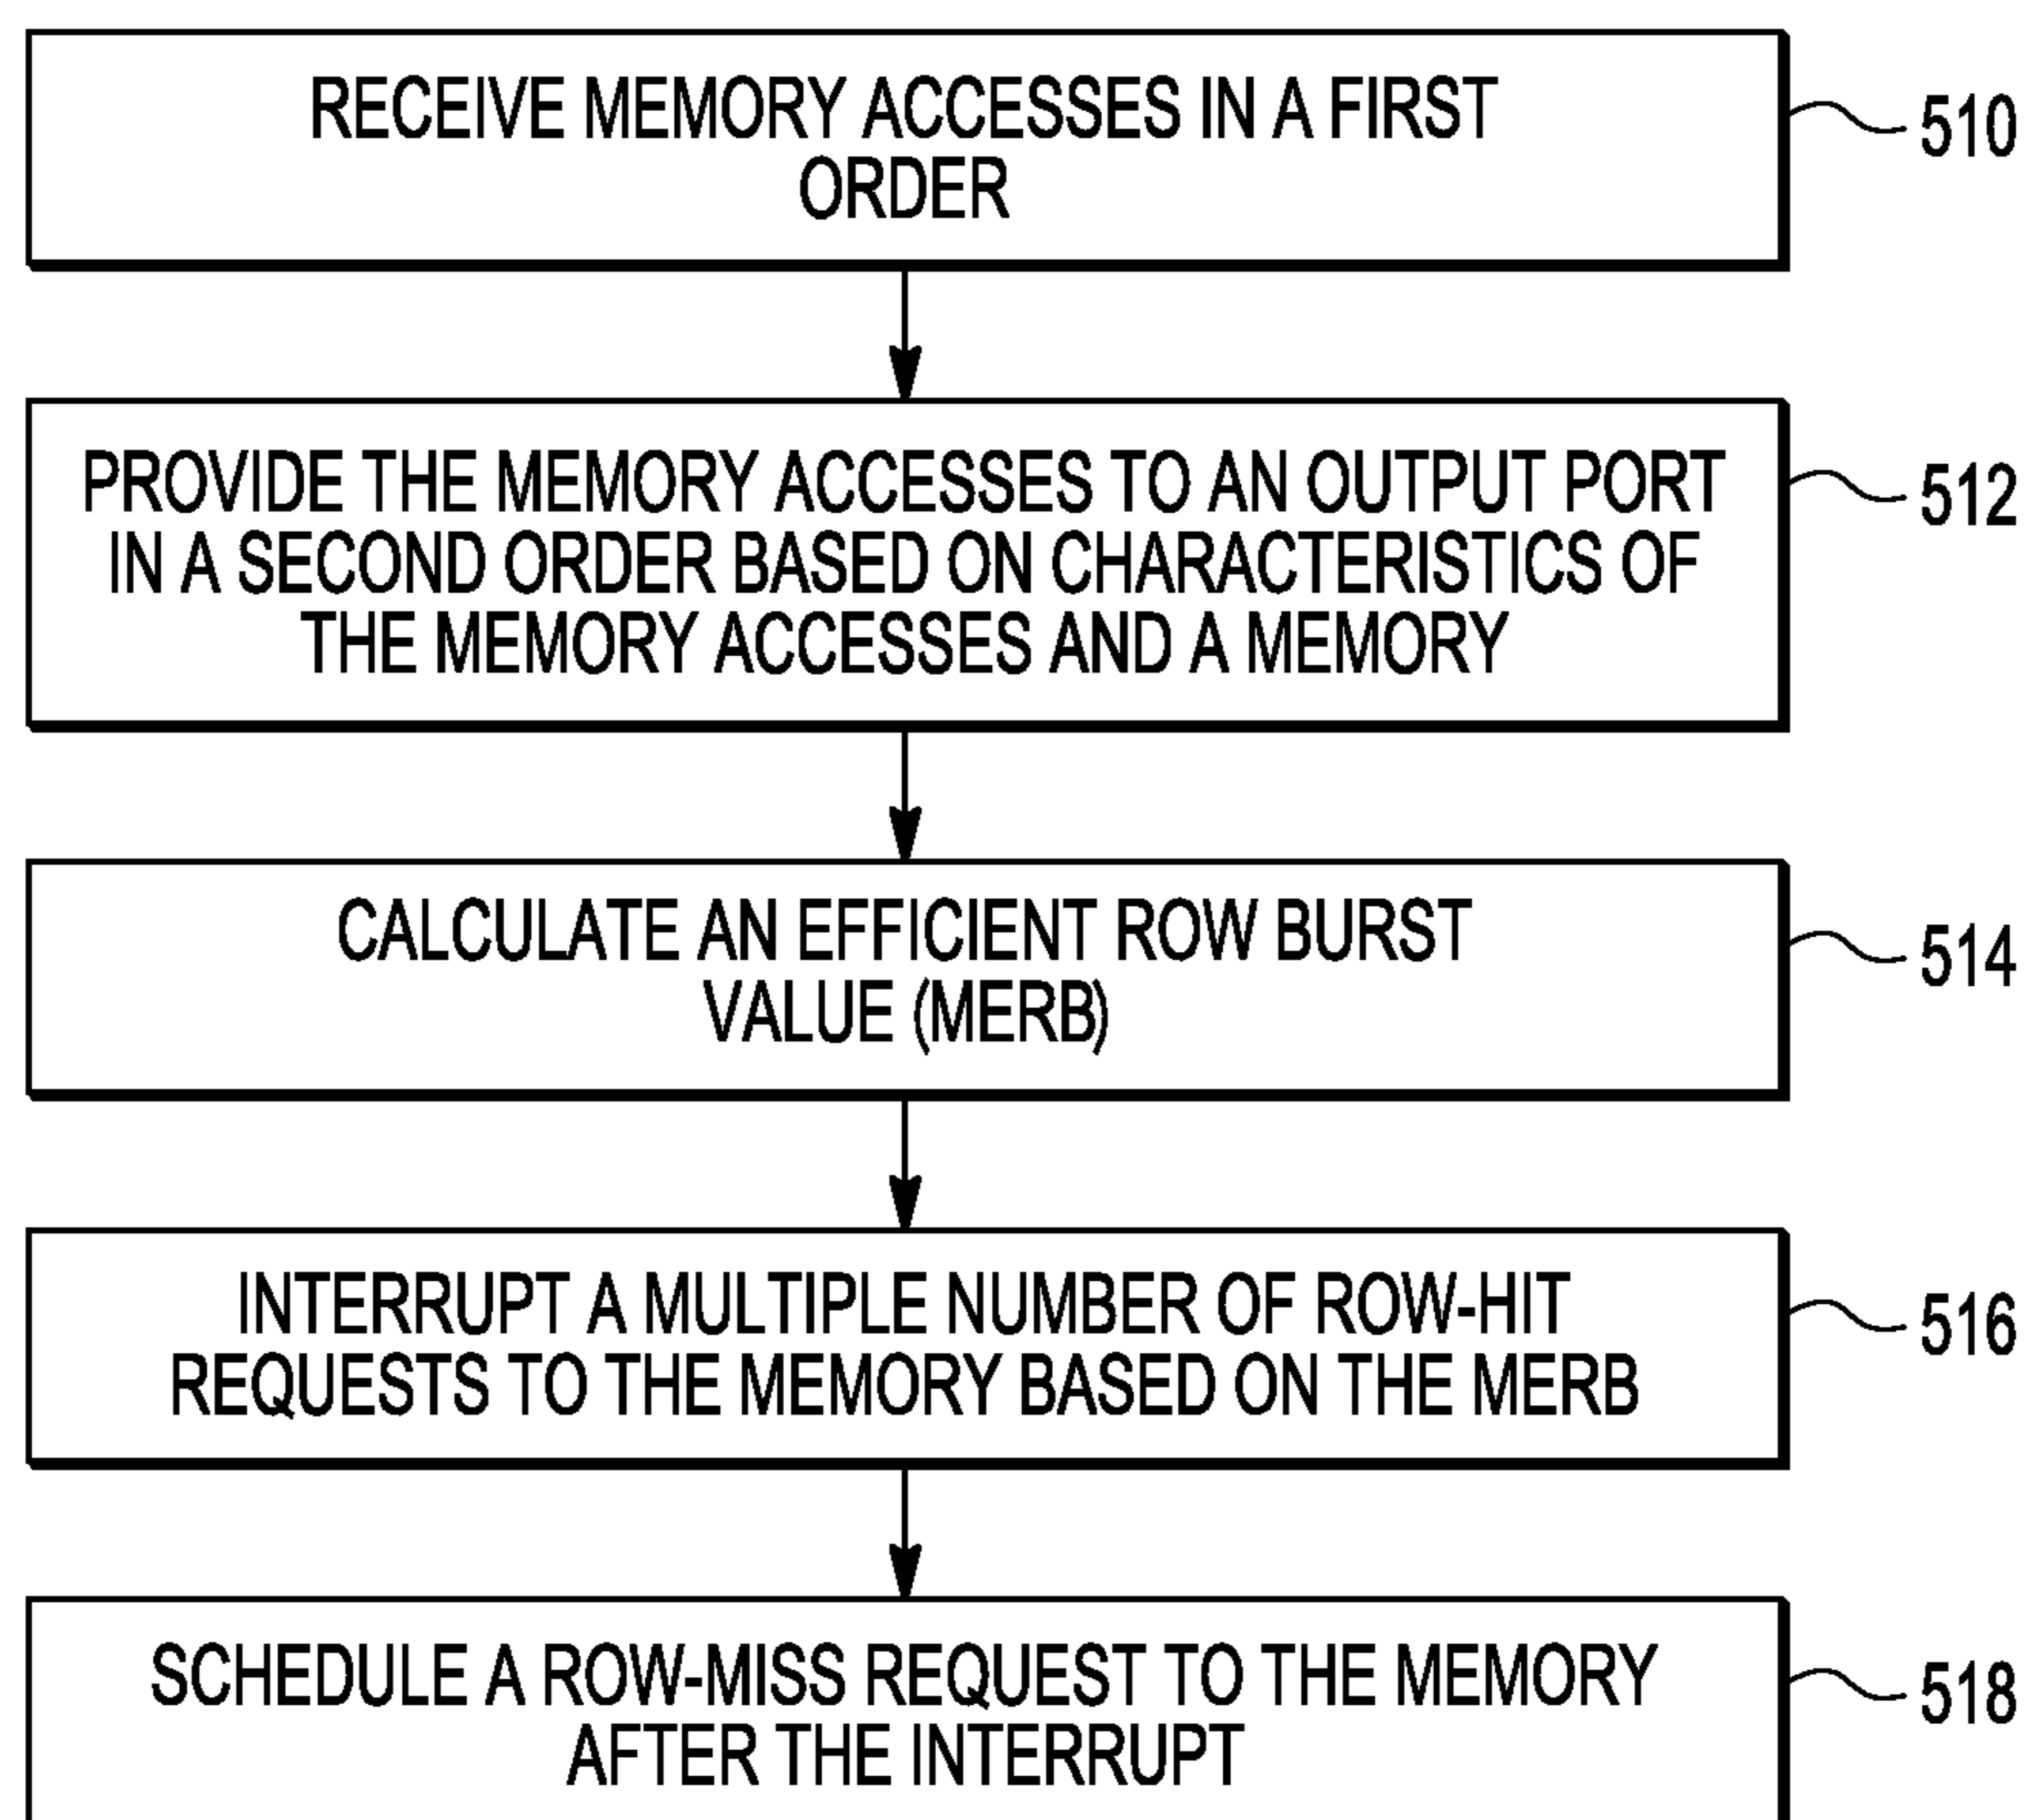 RECEIVE MEMORY ACCESSES IN A FIRST
ORDER
510
PROVIDE THE MEMORY ACCESSES TO AN OUTPUT PORT
IN A SECOND ORDER BASED ON CHARACTERISTICS OF
THE MEMORY ACCESSES AND A MEMORY
512
CALCULATE AN EFFICIENT ROW BURST
VALUE (MERB)
514
INTERRUPT A MULTIPLE NUMBER OF ROW-HIT
REQUESTS TO THE MEMORY BASED ON THE MERB
516
SCHEDULE A ROW-MISS REQUEST TO THE MEMORY
AFTER THE INTERRUPT
518